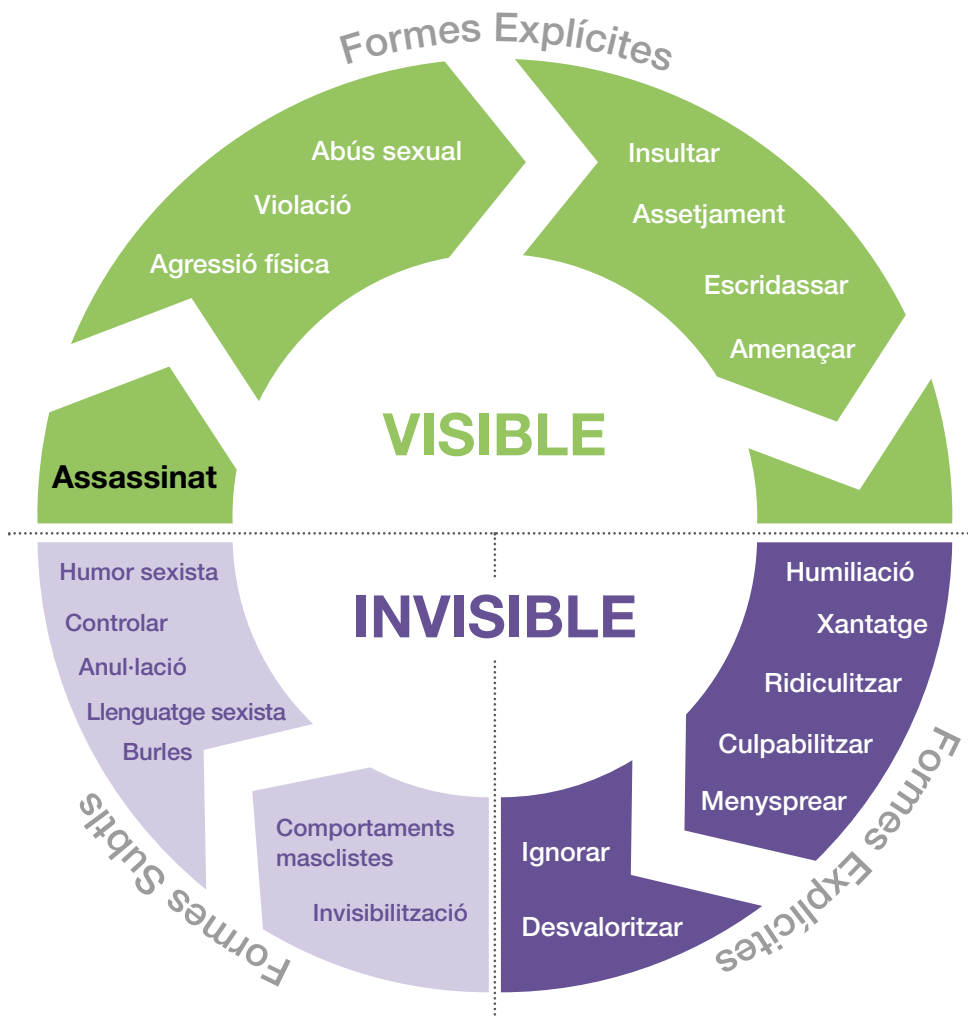 Formes Explícites
Abús sexual
Violació
Agressió física
Insultar
Assetjament
Escridassar
Amenaçar
VISIBLE
Assassinat
INVISIBLE
Humor sexista
Controlar
Anul·lació
Llenguatge sexista
Burles
Comportaments
masclistes
Invisibilització
Formes Subtils
Humiliació
Xantatge
Ridiculitzar
Culpabilitzar
Menysprear
Ignorar
Desvaloritzar
Formes Explícites